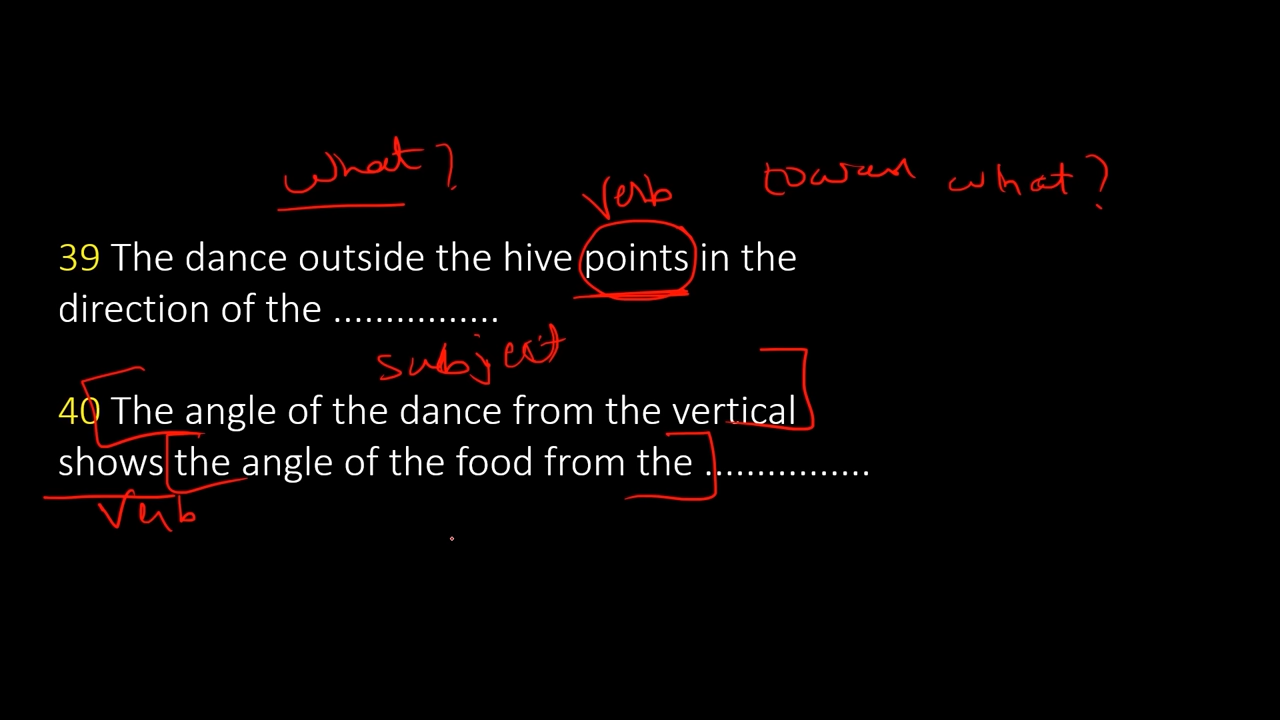 what?
verb
toward what?
39 The dance outside the hive points in the
direction of the ................
subject
40 The angle of the dance from the vertical
shows the angle of the food from the ................
verb